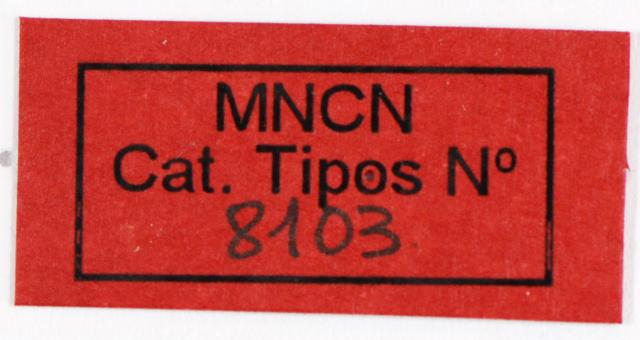 MNCN
Cat. Tipos Nº
8103